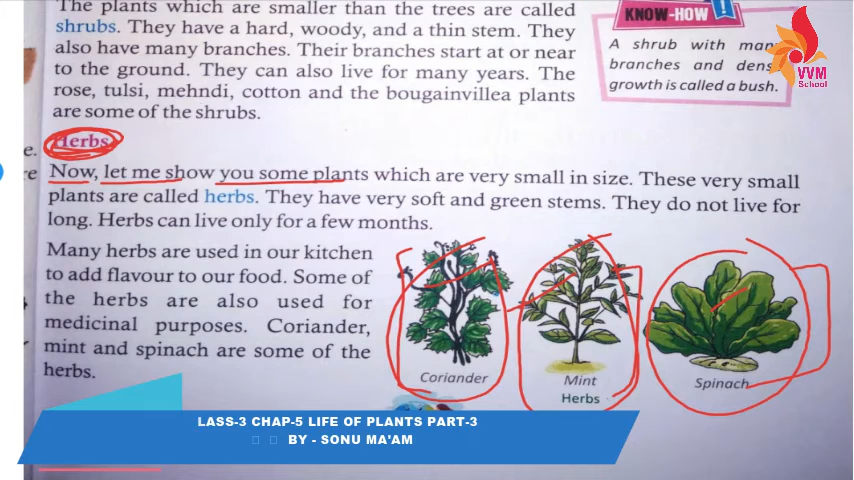 The plants which are smaller than the trees are called
shrubs. They have a hard, woody, and a thin stem. They
also have many branches. Their branches start at or near
to the ground. They can also live for many years. The
rose, tulsi, mehndi, cotton and the bougainvillea plants
are some of the shrubs.
KNOW-HOW !
A shrub with man
branches and dens
growth is called a bush.
VVM
School
e.
Herbs
re
Now, let me show you some plants which are very small in size. These very small
plants are called herbs. They have very soft and green stems. They do not live for
long. Herbs can live only for a few months.
Many herbs are used in our kitchen
to add flavour to our food. Some of
the herbs are also used for
medicinal purposes. Coriander,
mint and spinach are some of the
herbs.
Coriander
Mint
Spinach
Herbs
LASS-3 CHAP-5 LIFE OF PLANTS PART-3
BY - SONU MA'AM